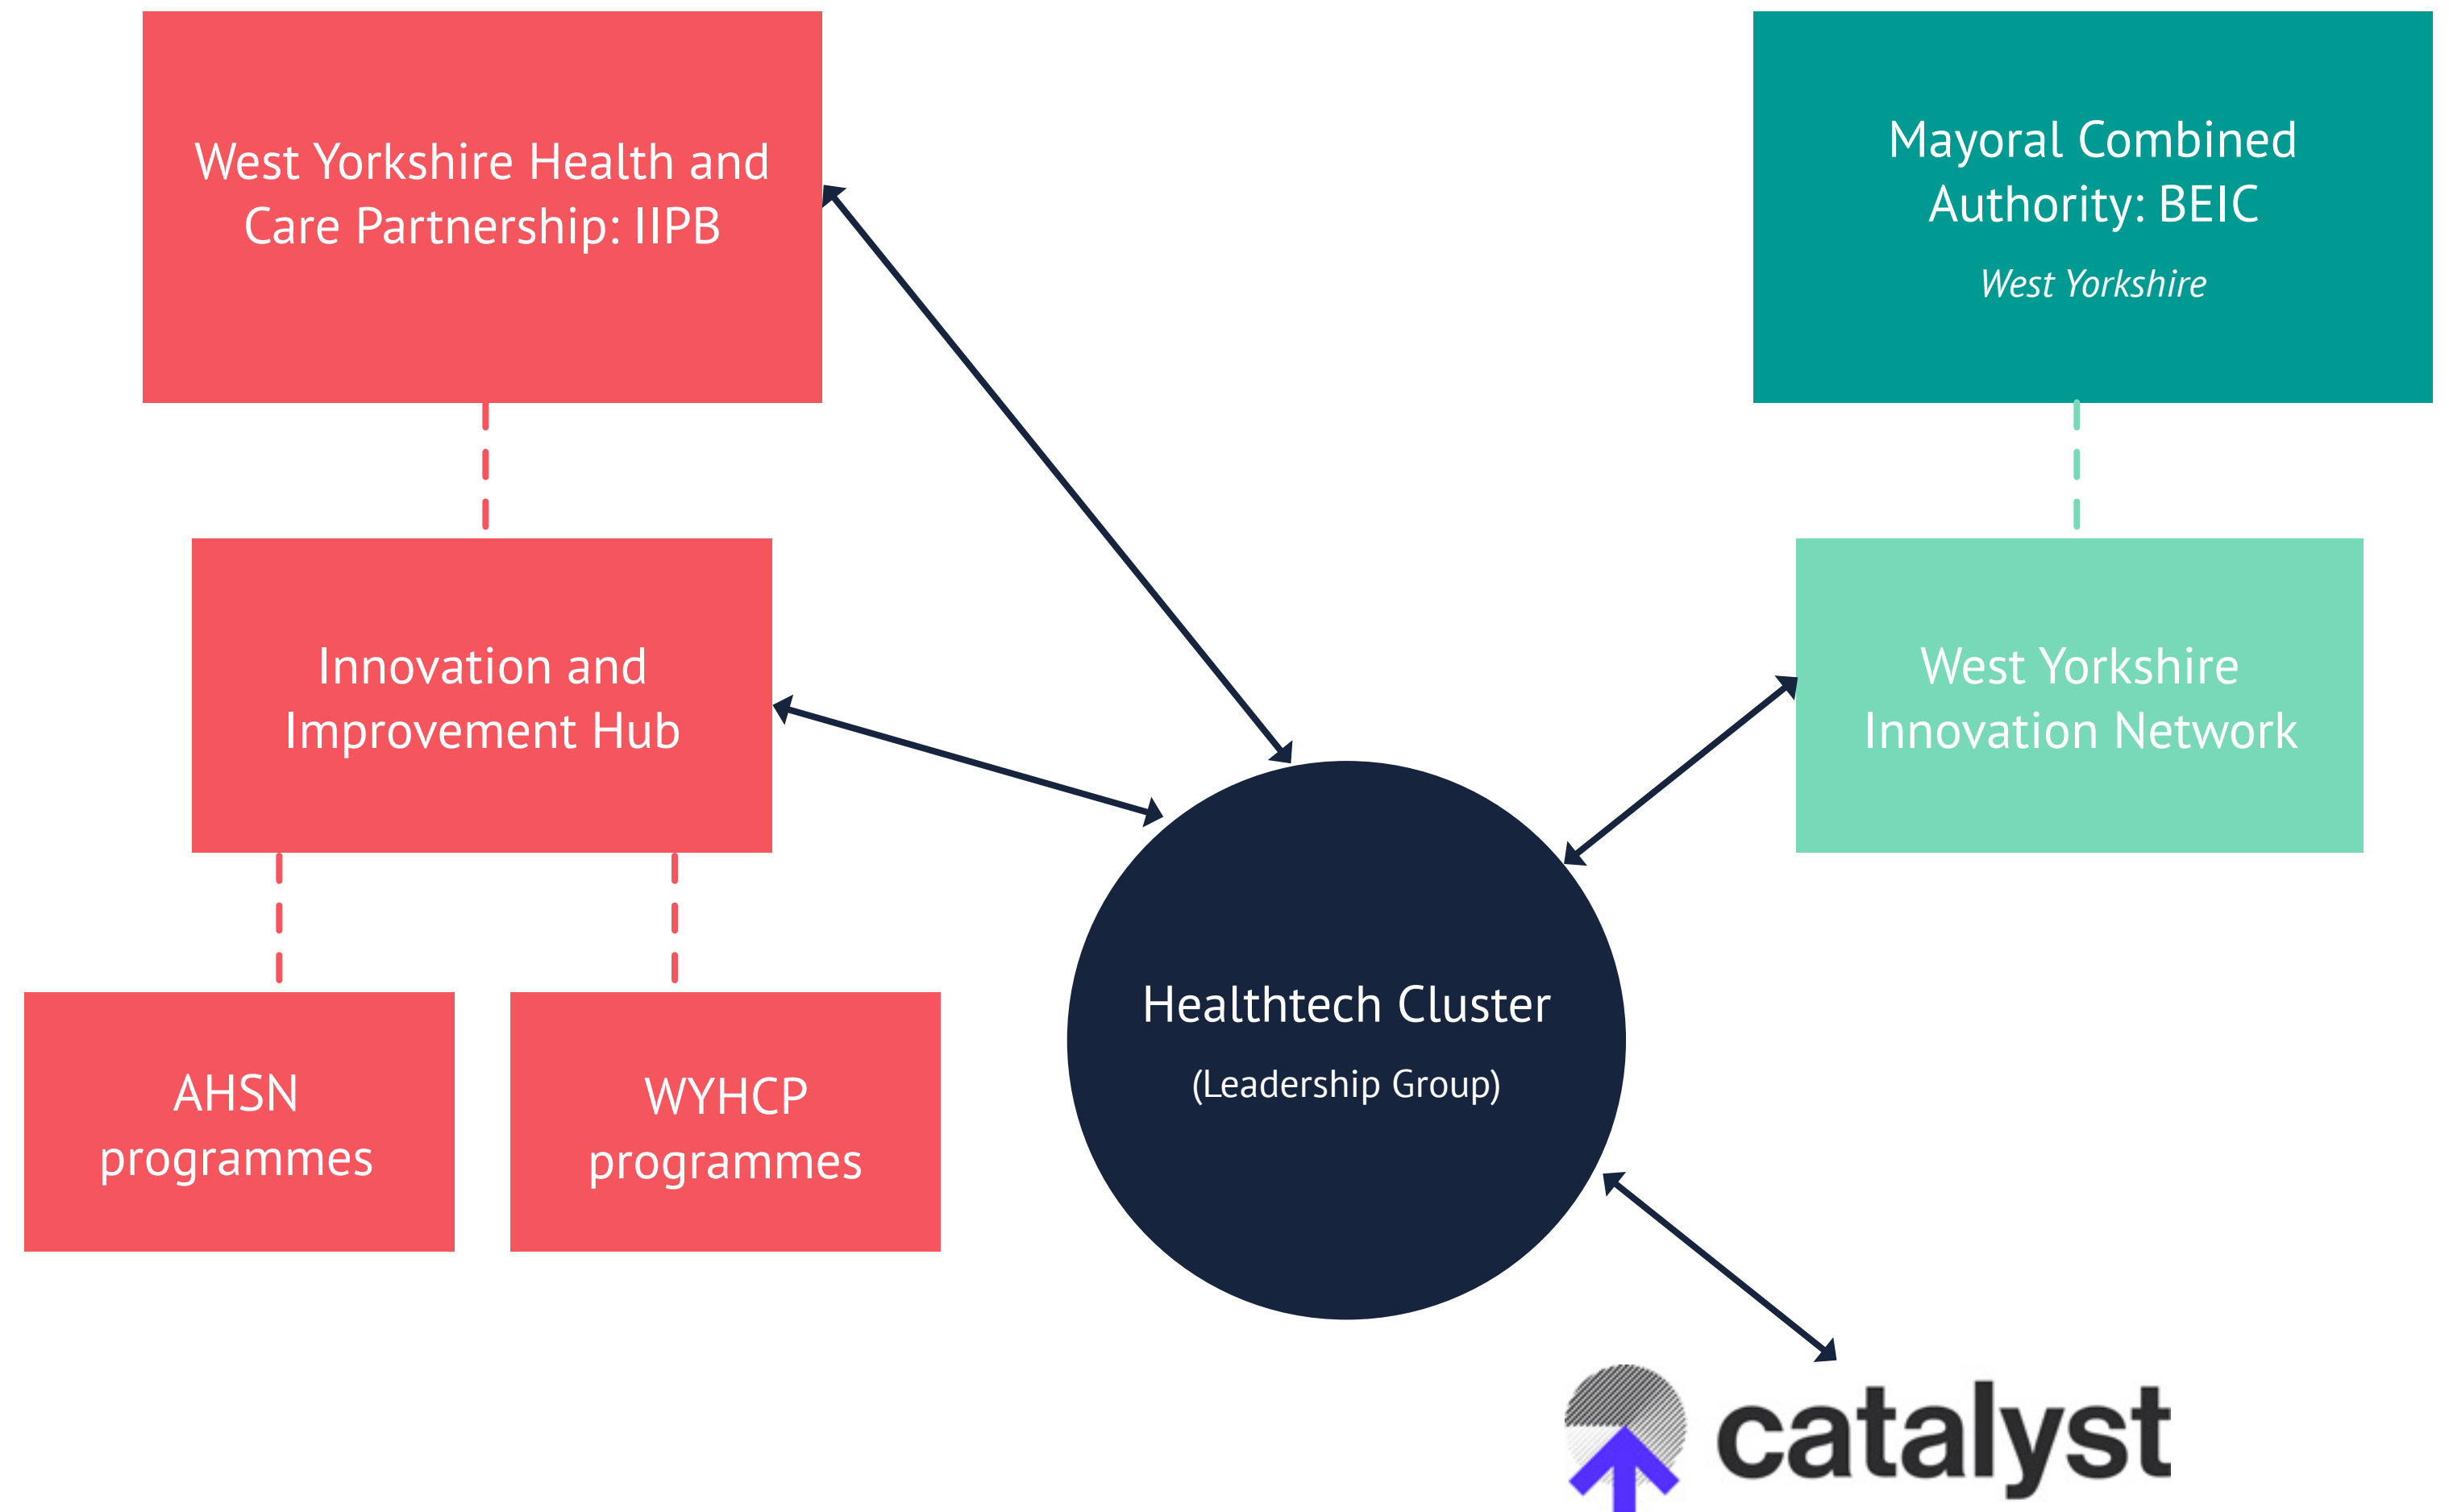 West Yorkshire Health and
Care Partnership: IIPB
Mayoral Combined
Authority: BEIC
West Yorkshire
Innovation and
Improvement Hub
West Yorkshire
Innovation Network
AHSN
programmes
WYHCP
programmes
Healthtech Cluster
(Leadership Group)
catalyst